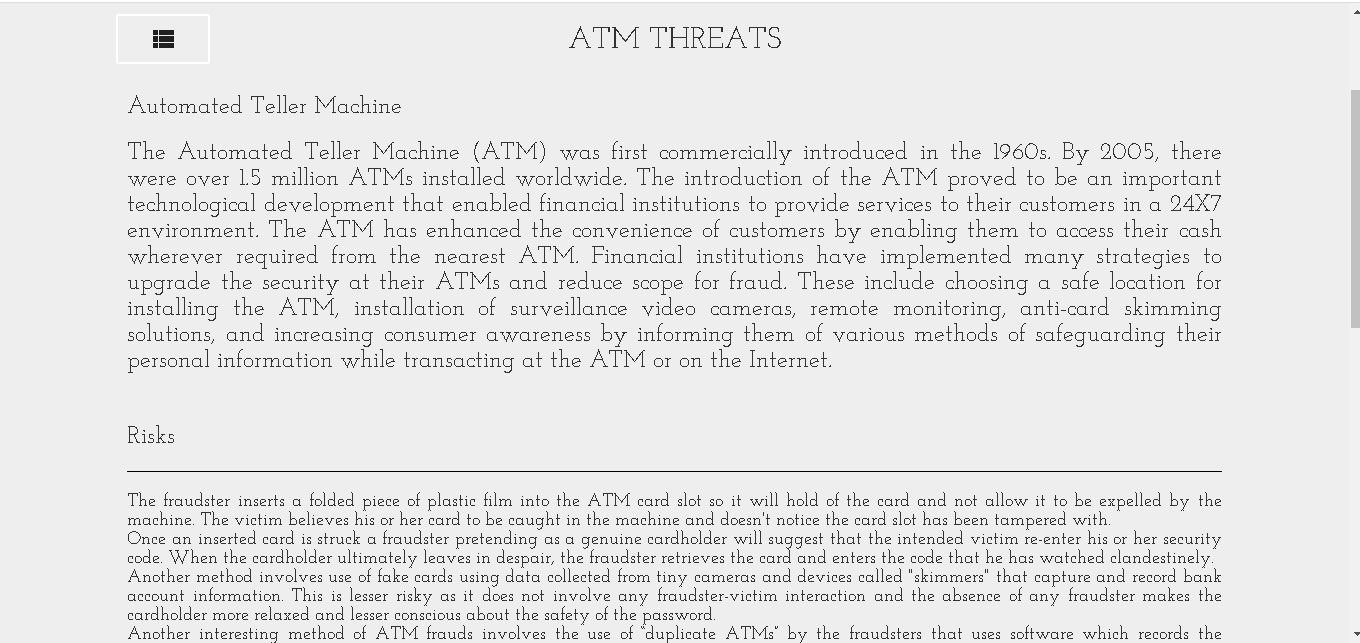 ATM THREATS
Automated Teller Machine
The Automated Teller Machine (ATM) was first commercially introduced in the 1960s. By 2005, there
were over 1.5 million ATMs installed worldwide. The introduction of the ATM proved to be an important
technological development that enabled financial institutions to provide services to their customers in a 24X7
environment. The ATM has enhanced the convenience of customers by enabling them to access their cash
wherever required from the nearest ATM. Financial institutions have implemented many strategies to
upgrade the security at their ATMs and reduce scope for fraud. These include choosing a safe location for
installing the ATM, installation of surveillance video cameras, remote monitoring, anti-card skimming
solutions, and increasing consumer awareness by informing them of various methods of safeguarding their
personal information while transacting at the ATM or on the Internet.
Risks
The fraudster inserts a folded piece of plastic film into the ATM card slot so it will hold of the card and not allow it to be expelled by the
machine. The victim believes his or her card to be caught in the machine and doesn't notice the card slot has been tampered with.
Once an inserted card is struck a fraudster pretending as a genuine cardholder will suggest that the intended victim re-enter his or her security
code. When the cardholder ultimately leaves in despair, the fraudster retrieves the card and enters the code that he has watched clandestinely.
Another method involves use of fake cards using data collected from tiny cameras and devices called "skimmers" that capture and record bank
account information. This is lesser risky as it does not involve any fraudster-victim interaction and the absence of any fraudster makes the
cardholder more relaxed and lesser conscious about the safety of the password.
Another interesting method of ATM frauds involves the use of "duplicate ATMs" by the fraudsters that uses software which records the